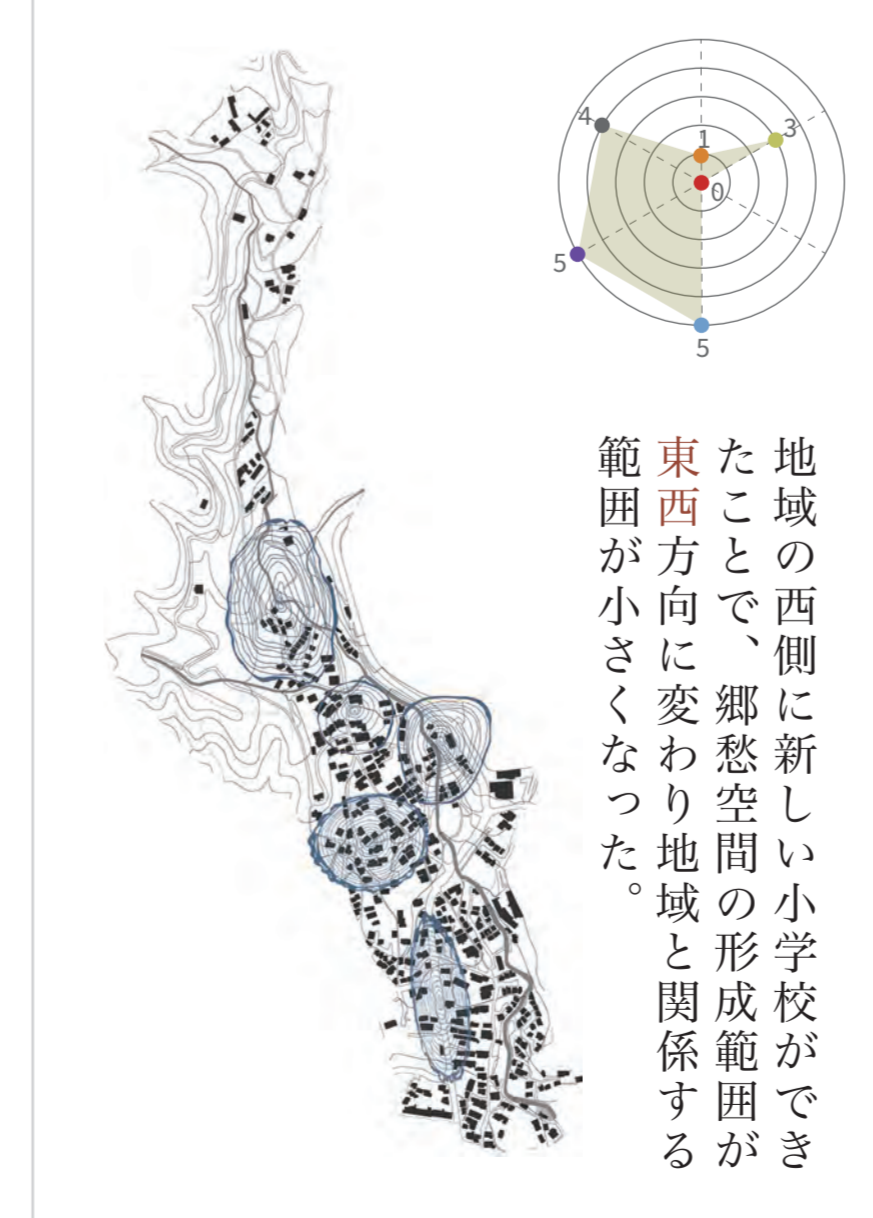 4
1
3
0
5
5
地域の西側に新しい小学校ができ
たことで、郷愁空間の形成範囲が
東西方向に変わり地域と関係する
範囲が小さくなった。